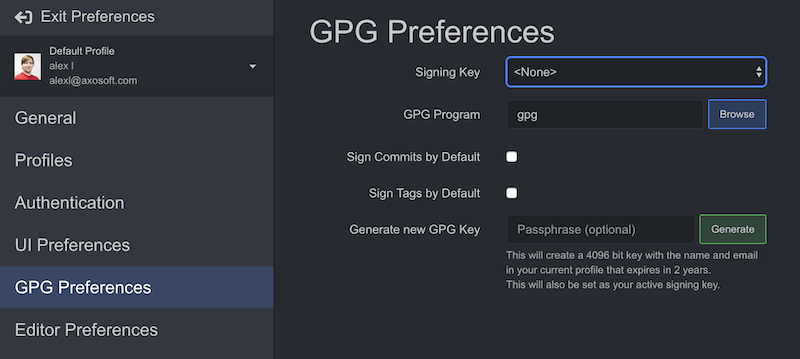 Exit Preferences
Default Profile
alex l
alexl@axosoft.com
General
Profiles
Authentication
UI Preferences
GPG Preferences
Editor Preferences
GPG Preferences
Signing Key
<None>
GPG Program
gpg
Browse
Sign Commits by Default
Sign Tags by Default
Generate new GPG Key
Passphrase (optional)
Generate
This will create a 4096 bit key with the name and email
in your current profile that expires in 2 years.
This will also be set as your active signing key.